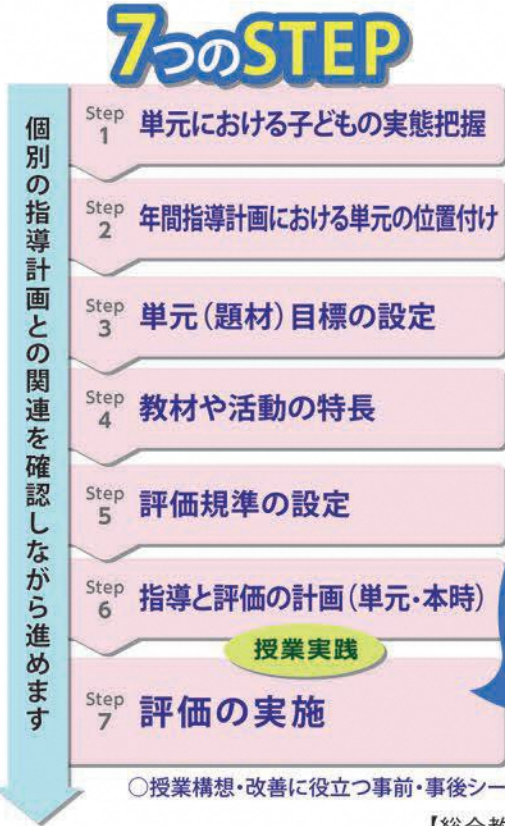 7つのSTEP
個別の指導計画との関連を確認しながら進めます
Step 1 単元における子どもの実態把握
Step 2 年間指導計画における単元の位置付け
Step 3 単元(題材)目標の設定
Step 4 教材や活動の特長
Step 5 評価規準の設定
Step 6 指導と評価の計画(単元・本時)
授業実践
Step 7 評価の実施
○授業構想・改善に役立つ事前・事後シー
【総合教